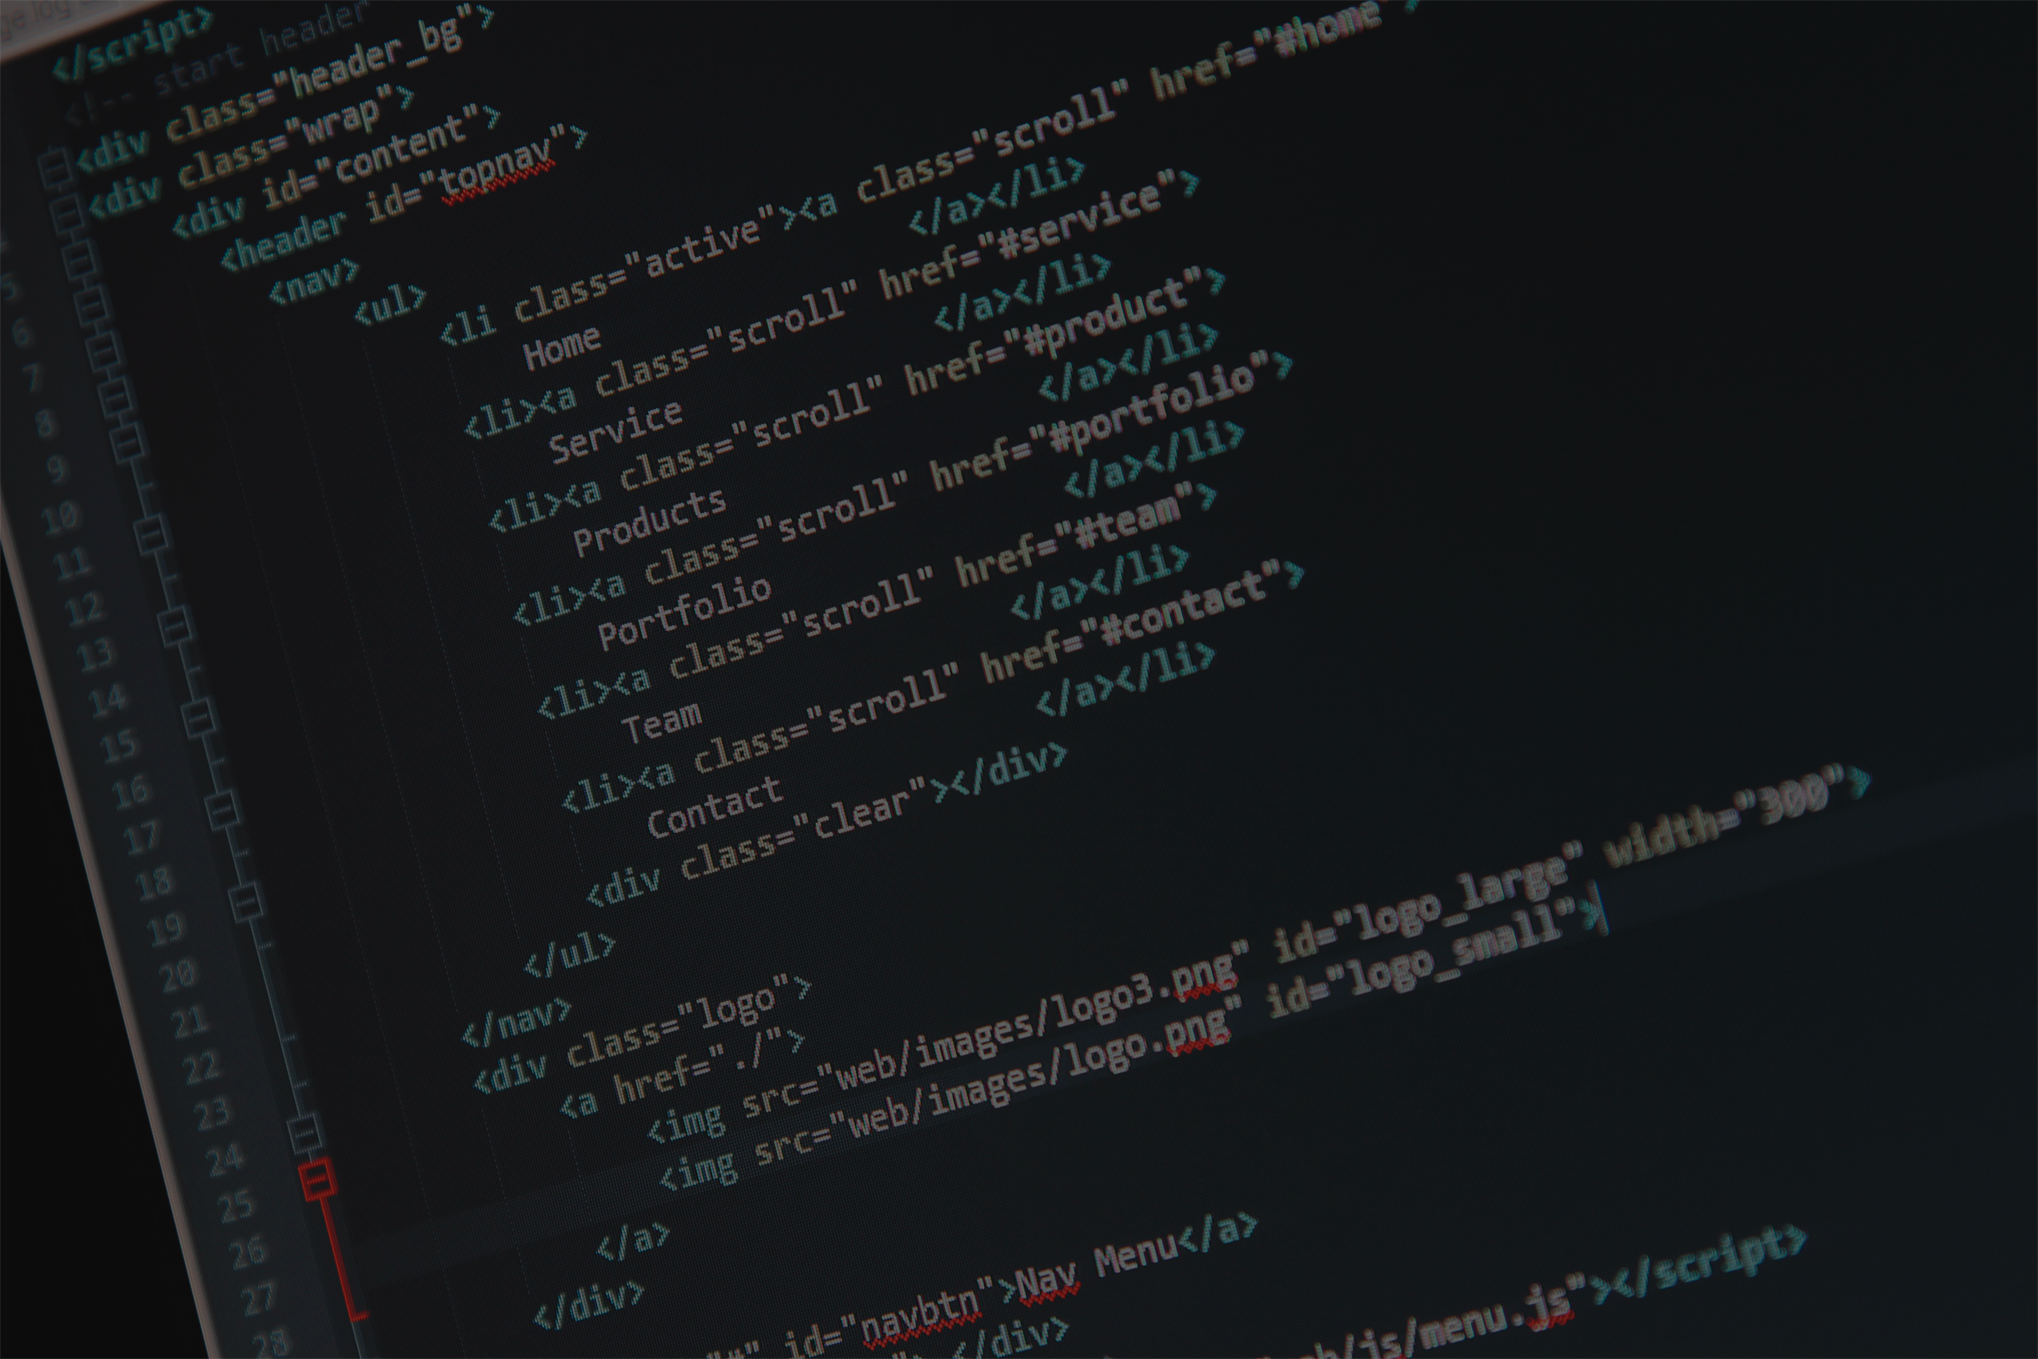 </script>
<!-- start header
<div class="header_bg">
<div class="wrap">
<div id="content">
<header id="topnav">
<nav>
<ul>
<li class="active"><a class="scroll" href="#home"
Home </a></li>
<li><a class="scroll" href="#service">
Service </a></li>
<li><a class="scroll" href="#product">
Products </a></li>
<li><a class="scroll" href="#portfolio">
Portfolio </a></li>
<li><a class="scroll" href="#team">
Team </a></li>
<li><a class="scroll" href="#contact">
Contact </a></li>
<div class="clear"></div>
</ul>
</nav>
<div class="logo">
<a href="./">
<img src="web/images/logo3.png" id="logo_large" width="300">
<img src="web/images/logo.png" id="logo_small">
</a>
</div>
id="navbtn">Nav Menu</a>
</div>
/js/menu.js"></script>
5
6
7
8
9
10
11
12
13
14
15
16
17
18
19
20
21
22
23
24
25
26
27
28